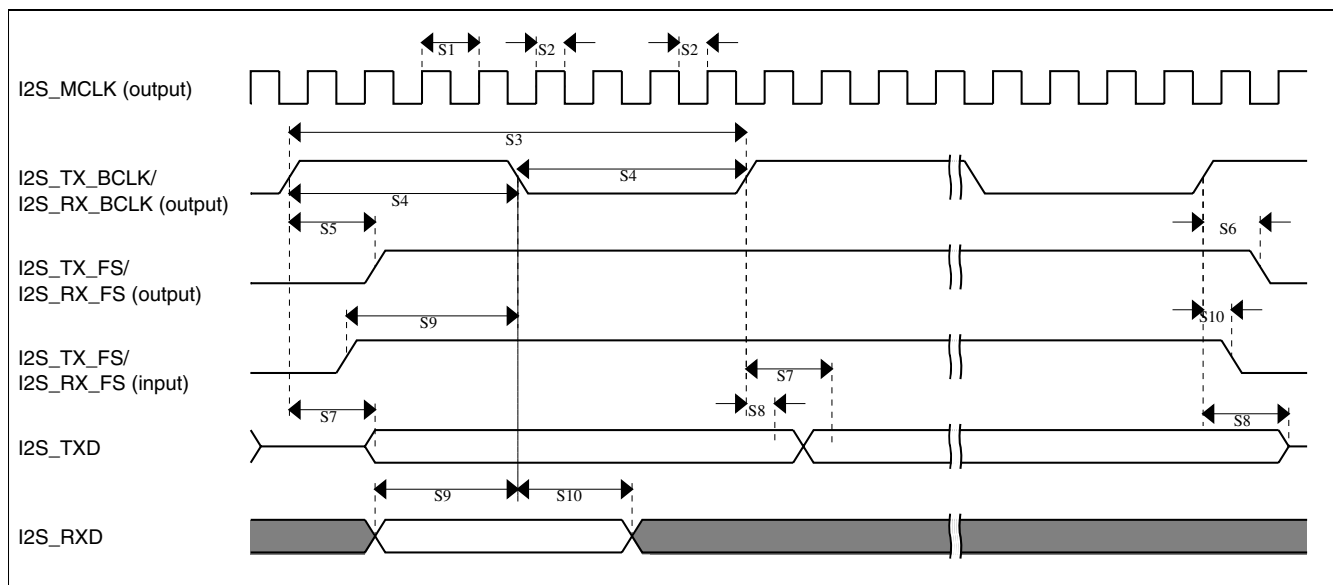 S1
S2
S2
I2S_MCLK (output)
S3
I2S_TX_BCLK/
I2S_RX_BCLK (output)
S4
S4
S5
S6
I2S_TX_FS/
I2S_RX_FS (output)
S9
S10
I2S_TX_FS/
I2S_RX_FS (input)
S7
S7
S8
S8
I2S_TXD
S9
S10
I2S_RXD